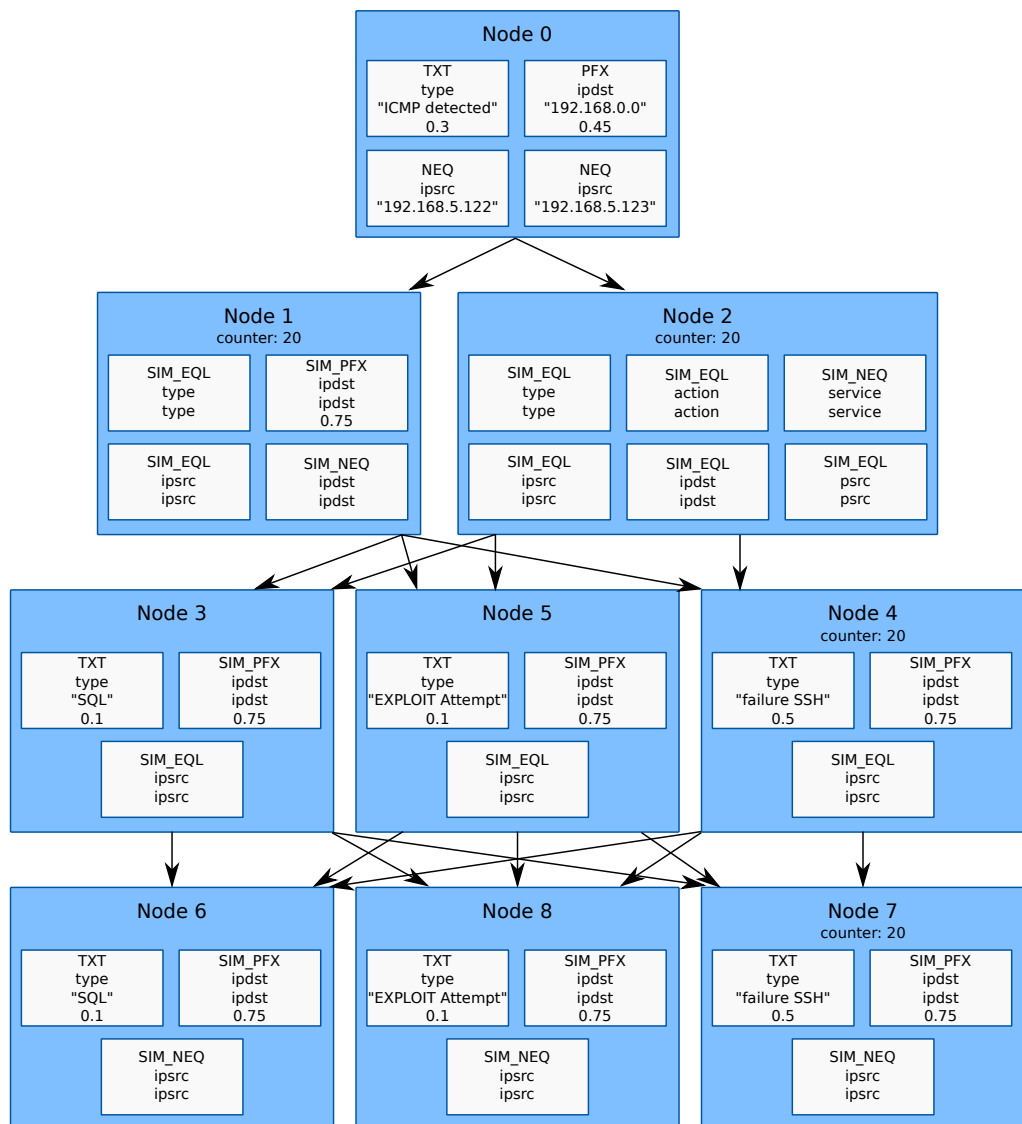 Node 0
TXT
type
"ICMP detected"
0.3
PFX
ipdst
"192.168.0.0"
0.45
NEQ
ipsrc
"192.168.5.122"
NEQ
ipsrc
"192.168.5.123"
Node 1
counter: 20
SIM_EQL
type
type
SIM_PFX
ipdst
ipdst
0.75
SIM_EQL
ipsrc
ipsrc
SIM_NEQ
ipdst
ipdst
Node 2
counter: 20
SIM_EQL
type
type
SIM_EQL
action
action
SIM_NEQ
service
service
SIM_EQL
ipsrc
ipsrc
SIM_EQL
ipdst
ipdst
SIM_EQL
psrc
psrc
Node 3
TXT
type
"SQL"
0.1
SIM_PFX
ipdst
ipdst
0.75
SIM_EQL
ipsrc
ipsrc
Node 5
TXT
type
"EXPLOIT Attempt"
0.1
SIM_PFX
ipdst
ipdst
0.75
SIM_EQL
ipsrc
ipsrc
Node 4
counter: 20
TXT
type
"failure SSH"
0.5
SIM_PFX
ipdst
ipdst
0.75
SIM_EQL
ipsrc
ipsrc
Node 6
TXT
type
"SQL"
0.1
SIM_PFX
ipdst
ipdst
0.75
SIM_NEQ
ipsrc
ipsrc
Node 8
TXT
type
"EXPLOIT Attempt"
0.1
SIM_PFX
ipdst
ipdst
0.75
SIM_NEQ
ipsrc
ipsrc
Node 7
counter: 20
TXT
type
"failure SSH"
0.5
SIM_PFX
ipdst
ipdst
0.75
SIM_NEQ
ipsrc
ipsrc